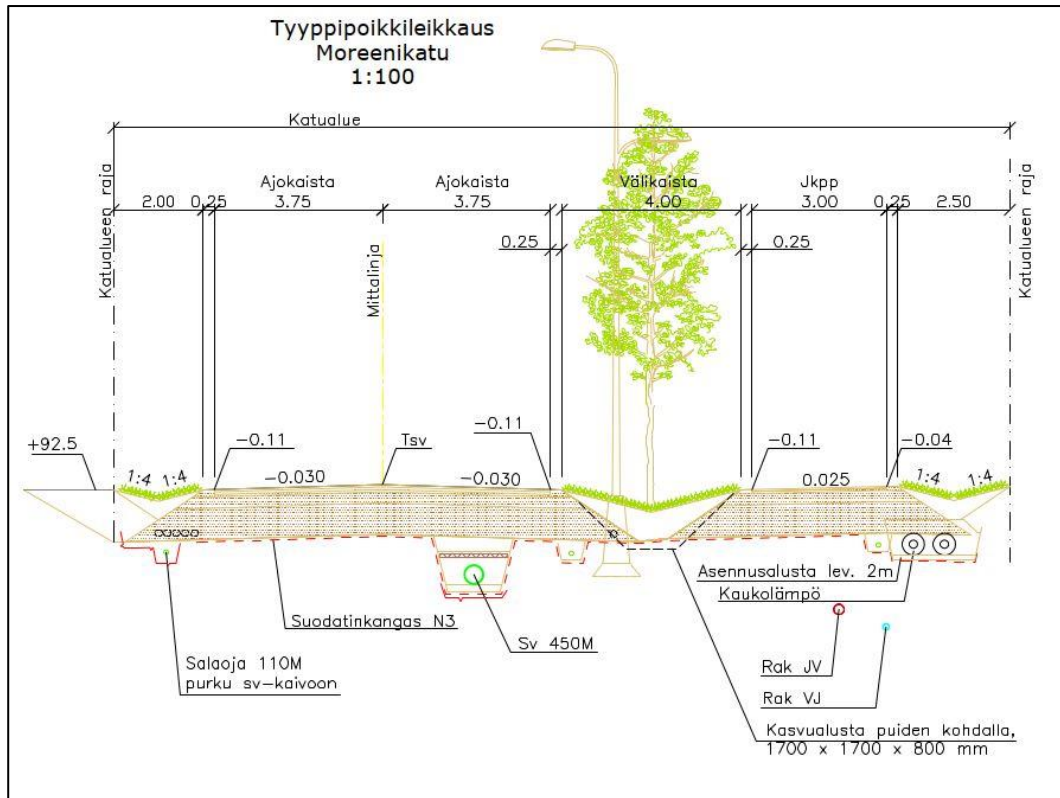 Tyyppipoikkileikkaus
Moreenikatu
1:100
Katualue
Katualueen raja
Ajokaista
Ajokaista
Välikaista
Jkpp
2.00
0.25
3.75
3.75
4.00
3.00
0.25
2.50
0.25
0.25
Mittalinja
Katualueen raja
+92.5
1:4
1:4
-0.11
-0.030
Tsv
-0.030
-0.11
-0.11
0.025
-0.04
1:4
1:4
Asennusalusta lev. 2m
Kaukolämpö
Suodatinkangas N3
Sv 450M
Salaoja 110M
purku sv-kaivoon
Rak JV
Rak VJ
Kasvualusta puiden kohdalla,
1700 x 1700 x 800 mm